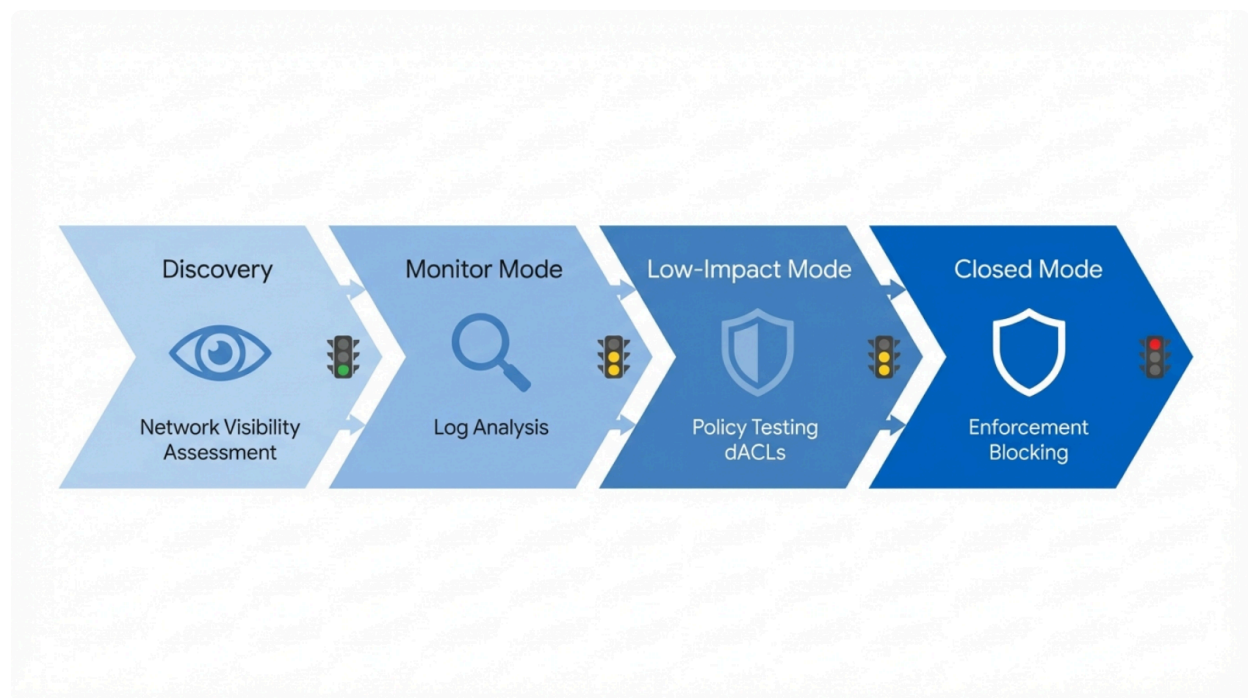 Discovery
Network Visibility
Assessment
Monitor Mode
Log Analysis
Low-Impact Mode
Policy Testing
dACLs
Closed Mode
Enforcement
Blocking